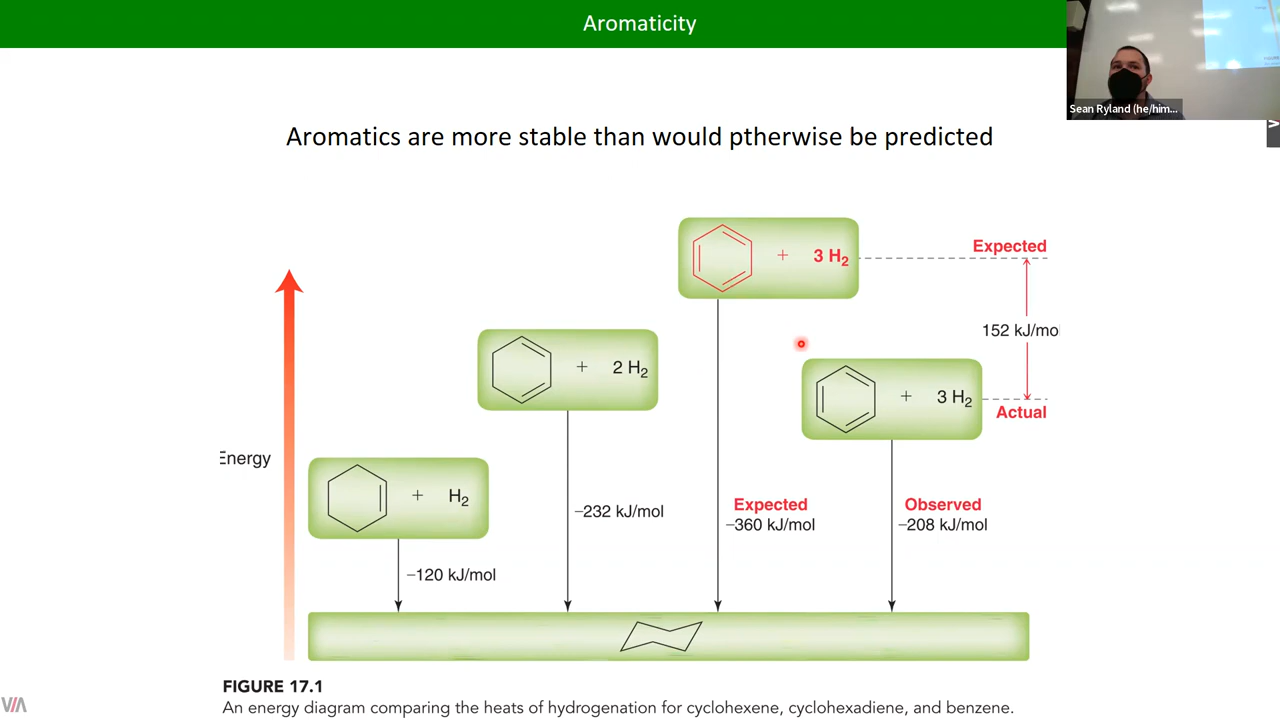 Aromaticity
Sean Ryland (he/him...
Aromatics are more stable than would ptherwise be predicted
+ 3 H₂
Expected
152 kJ/mo
+ 2 H₂
+ 3 H₂
Actual
Energy
+ H₂
−232 kJ/mol
Expected
−360 kJ/mol
Observed
−208 kJ/mol
−120 kJ/mol
FIGURE 17.1
An energy diagram comparing the heats of hydrogenation for cyclohexene, cyclohexadiene, and benzene.
VIA